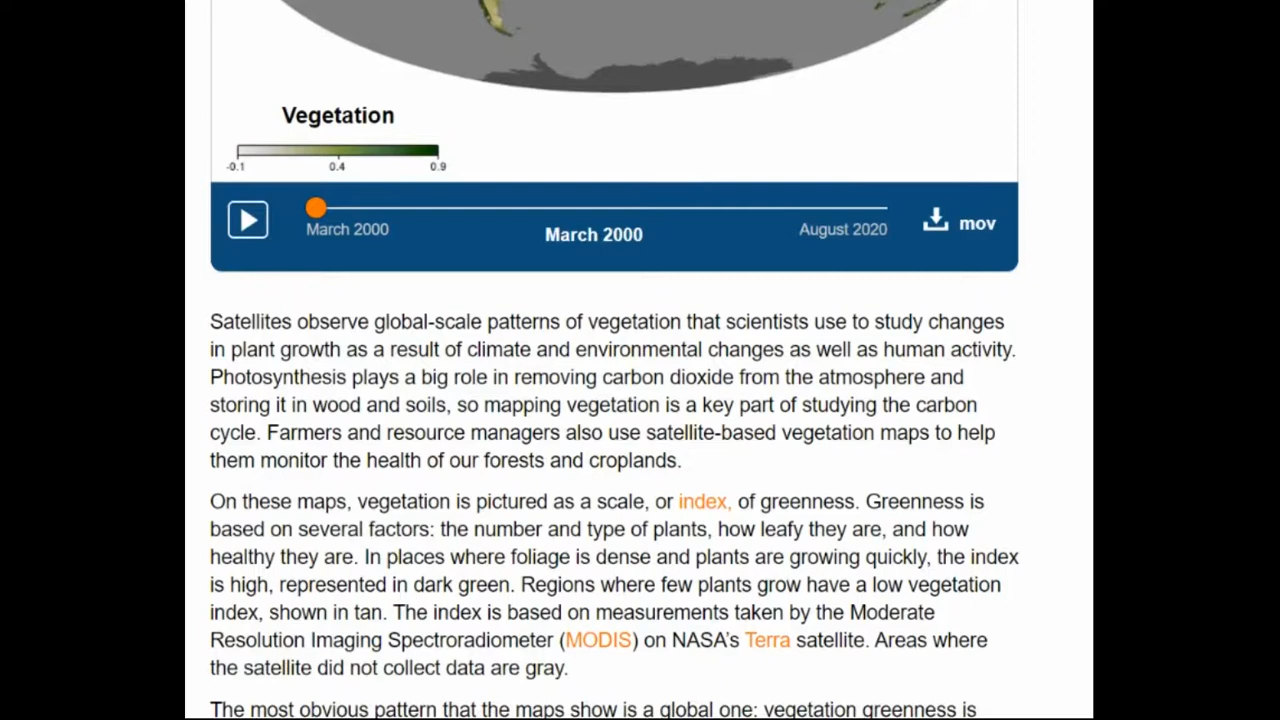 Vegetation
-0.1 0.4 0.9
March 2000 March 2000 August 2020 mov
Satellites observe global-scale patterns of vegetation that scientists use to study changes
in plant growth as a result of climate and environmental changes as well as human activity.
Photosynthesis plays a big role in removing carbon dioxide from the atmosphere and
storing it in wood and soils, so mapping vegetation is a key part of studying the carbon
cycle. Farmers and resource managers also use satellite-based vegetation maps to help
them monitor the health of our forests and croplands.
On these maps, vegetation is pictured as a scale, or index, of greenness. Greenness is
based on several factors: the number and type of plants, how leafy they are, and how
healthy they are. In places where foliage is dense and plants are growing quickly, the index
is high, represented in dark green. Regions where few plants grow have a low vegetation
index, shown in tan. The index is based on measurements taken by the Moderate
Resolution Imaging Spectroradiometer (MODIS) on NASA’s Terra satellite. Areas where
the satellite did not collect data are gray.
The most obvious pattern that the maps show is a global one: vegetation greenness is